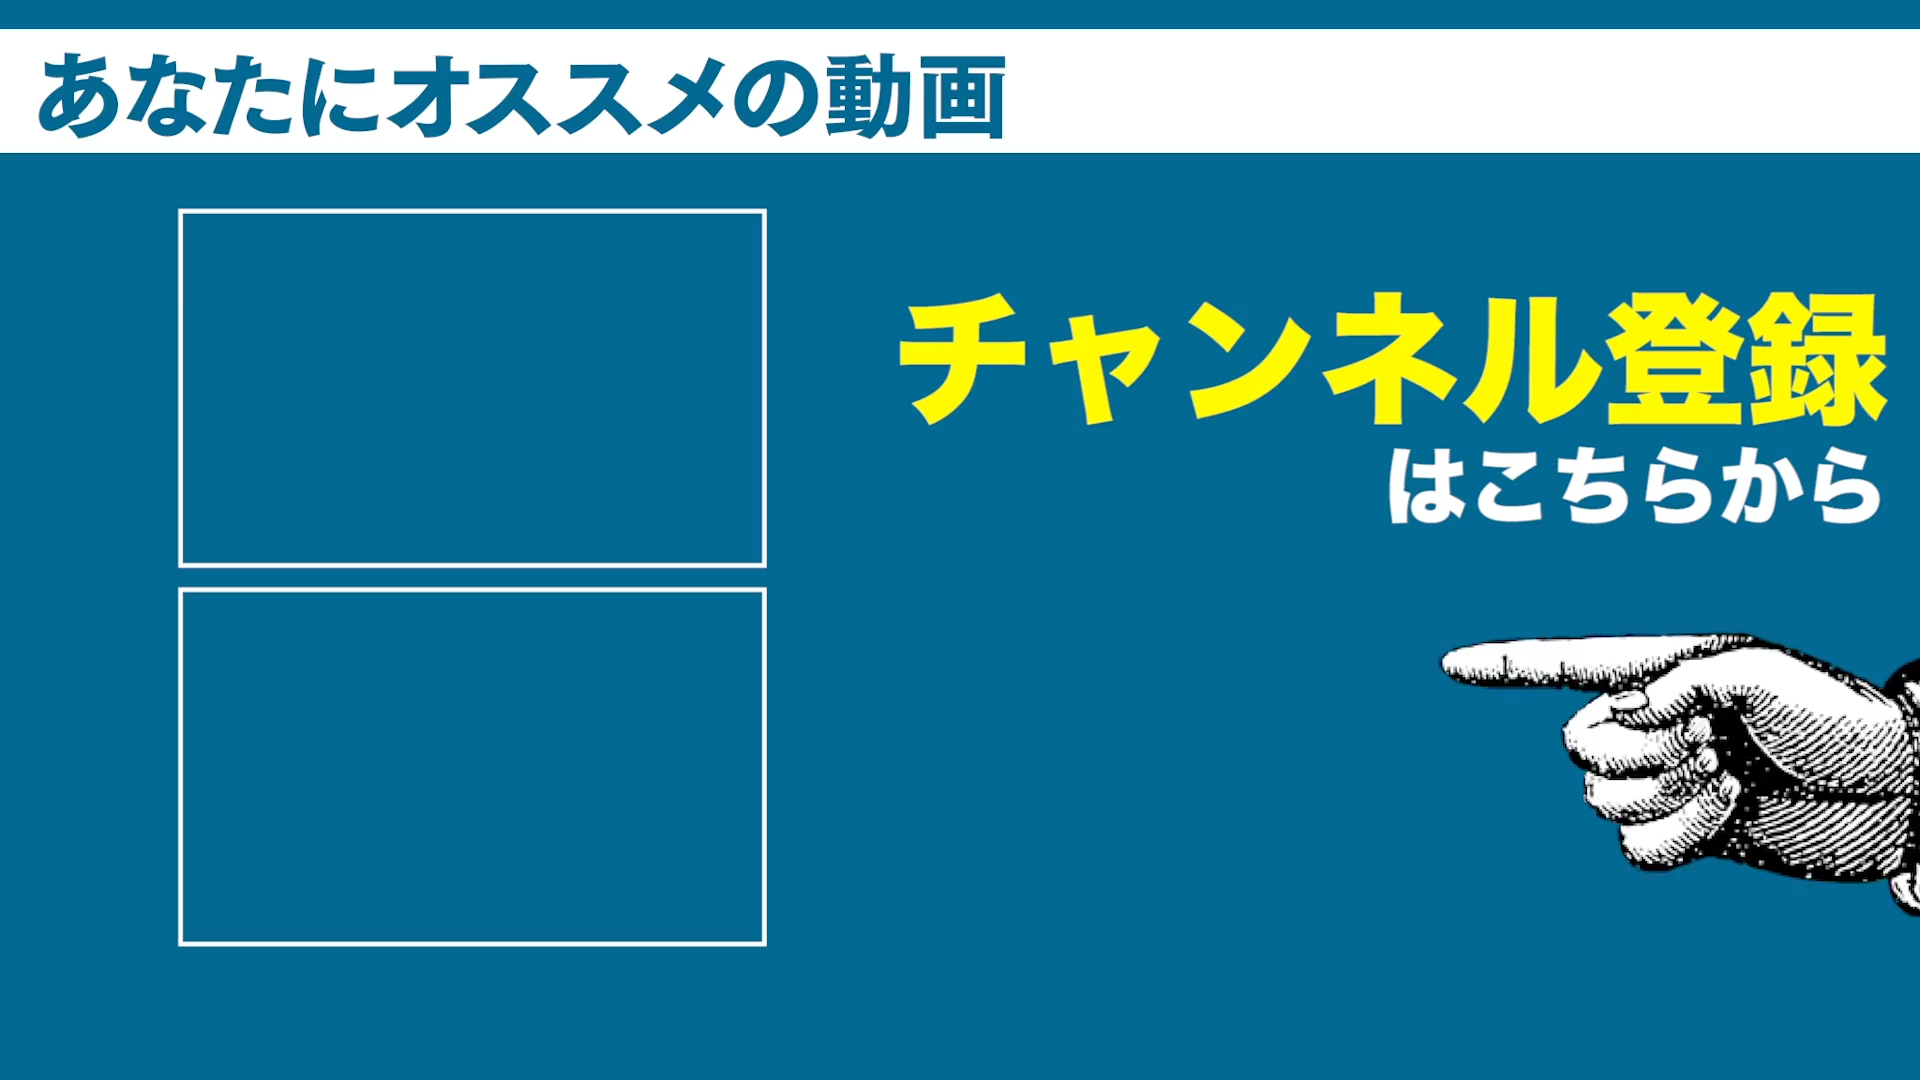 あなたにオススメの動画
チャンネル登録
はこちらから